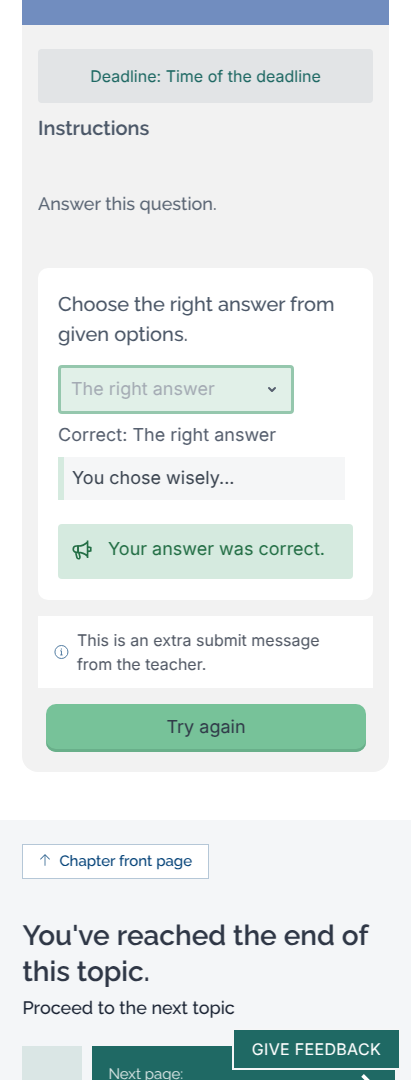 Deadline: Time of the deadline
Instructions
Answer this question.
Choose the right answer from
given options.
The right answer
Correct: The right answer
You chose wisely...
Your answer was correct.
This is an extra submit message
from the teacher.
Try again
Chapter front page
You've reached the end of
this topic.
Proceed to the next topic
GIVE FEEDBACK
Next page: